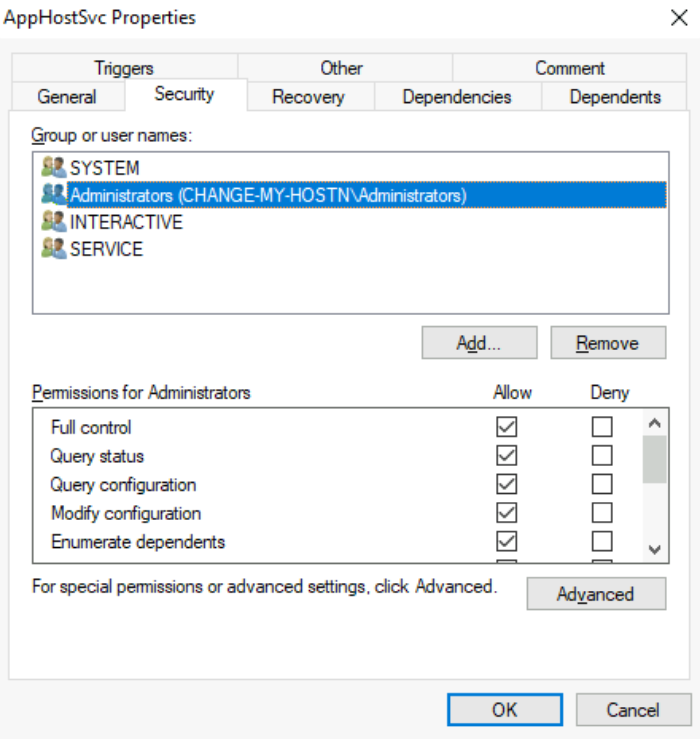 AppHostSvc Properties
Triggers Other Comment
General Security Recovery Dependencies Dependents
Group or user names:
SYSTEM
Administrators (CHANGE-MY-HOSTN\Administrators)
INTERACTIVE
SERVICE
Add... Remove
Permissions for Administrators Allow Deny
Full control
Query status
Query configuration
Modify configuration
Enumerate dependents
For special permissions or advanced settings, click Advanced. Advanced
OK Cancel